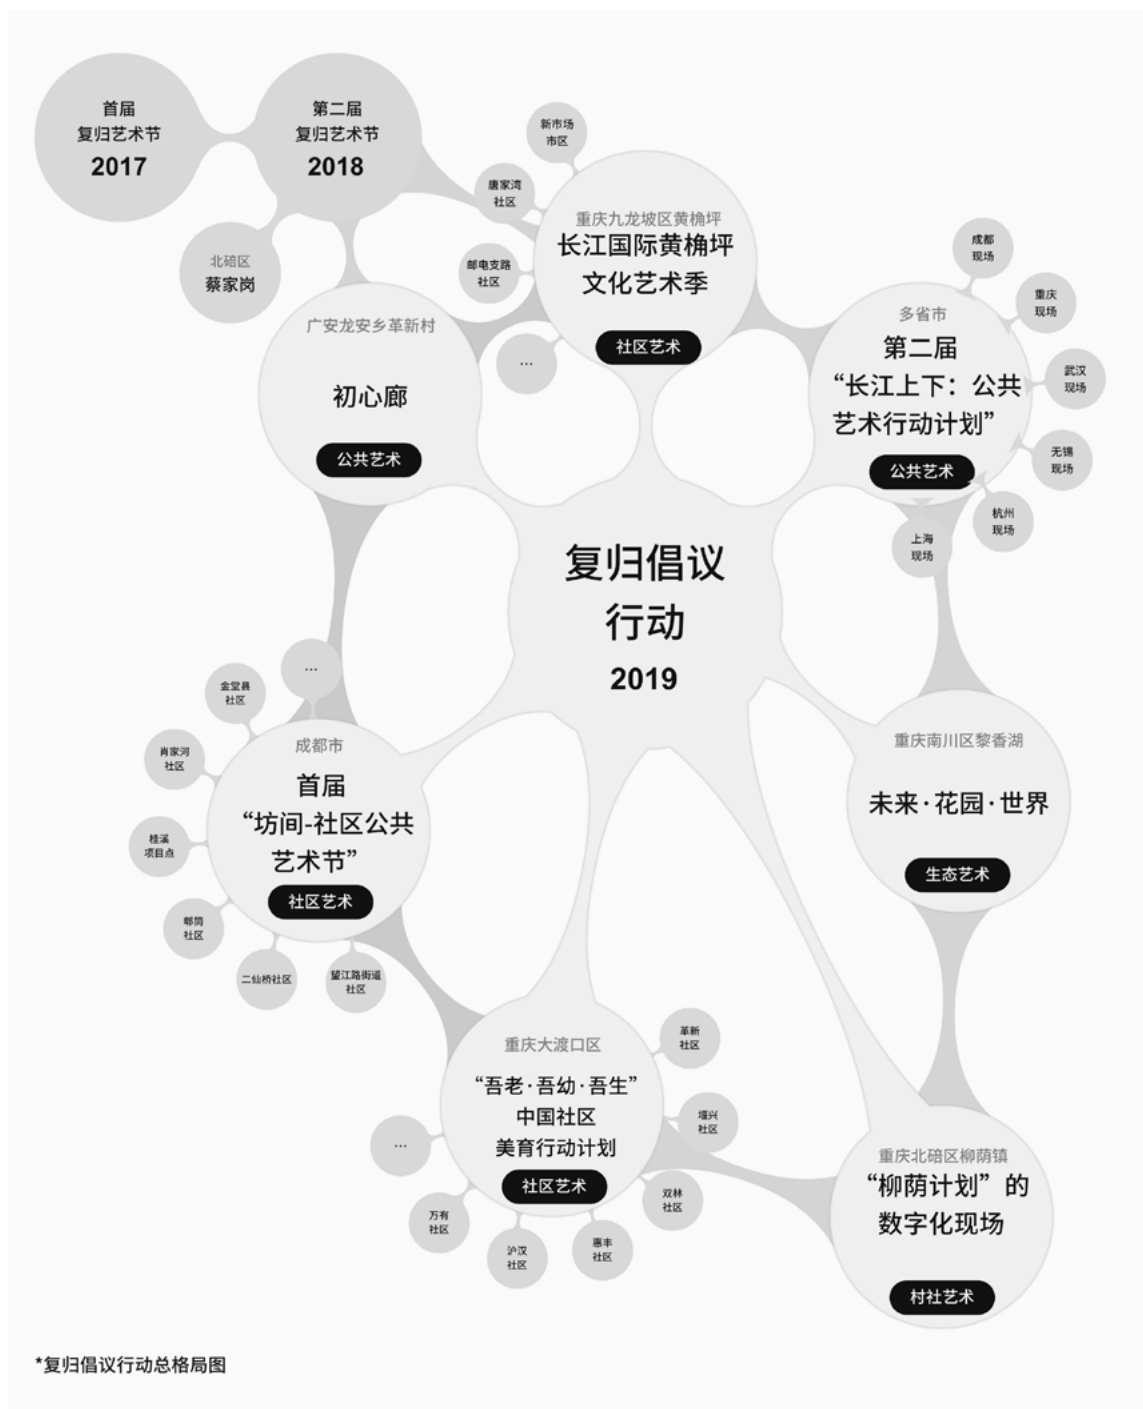 首届
复归艺术节
2017
第二届
复归艺术节
2018
北碚区
蔡家岗
新市场
市区
唐家湾
社区
邮电支路
社区
…
重庆九龙坡区黄桷坪
长江国际黄桷坪
文化艺术季
社区艺术
广安龙安乡革新村
初心廊
公共艺术
多省市
第二届
“长江上下：公共
艺术行动计划”
公共艺术
成都
现场
重庆
现场
武汉
现场
无锡
现场
杭州
现场
上海
现场
复归倡议
行动
2019
…
金堂县
社区
肖家河
社区
桂溪
项目点
郫筒
社区
二仙桥社区
望江路街道
社区
成都市
首届
“坊间-社区公共
艺术节”
社区艺术
重庆南川区黎香湖
未来·花园·世界
生态艺术
重庆大渡口区
“吾老·吾幼·吾生”
中国社区
美育行动计划
社区艺术
革新
社区
堰兴
社区
双林
社区
惠丰
社区
沪汉
社区
万有
社区
…
重庆北碚区柳荫镇
“柳荫计划”的
数字化现场
村社艺术
*复归倡议行动总格局图